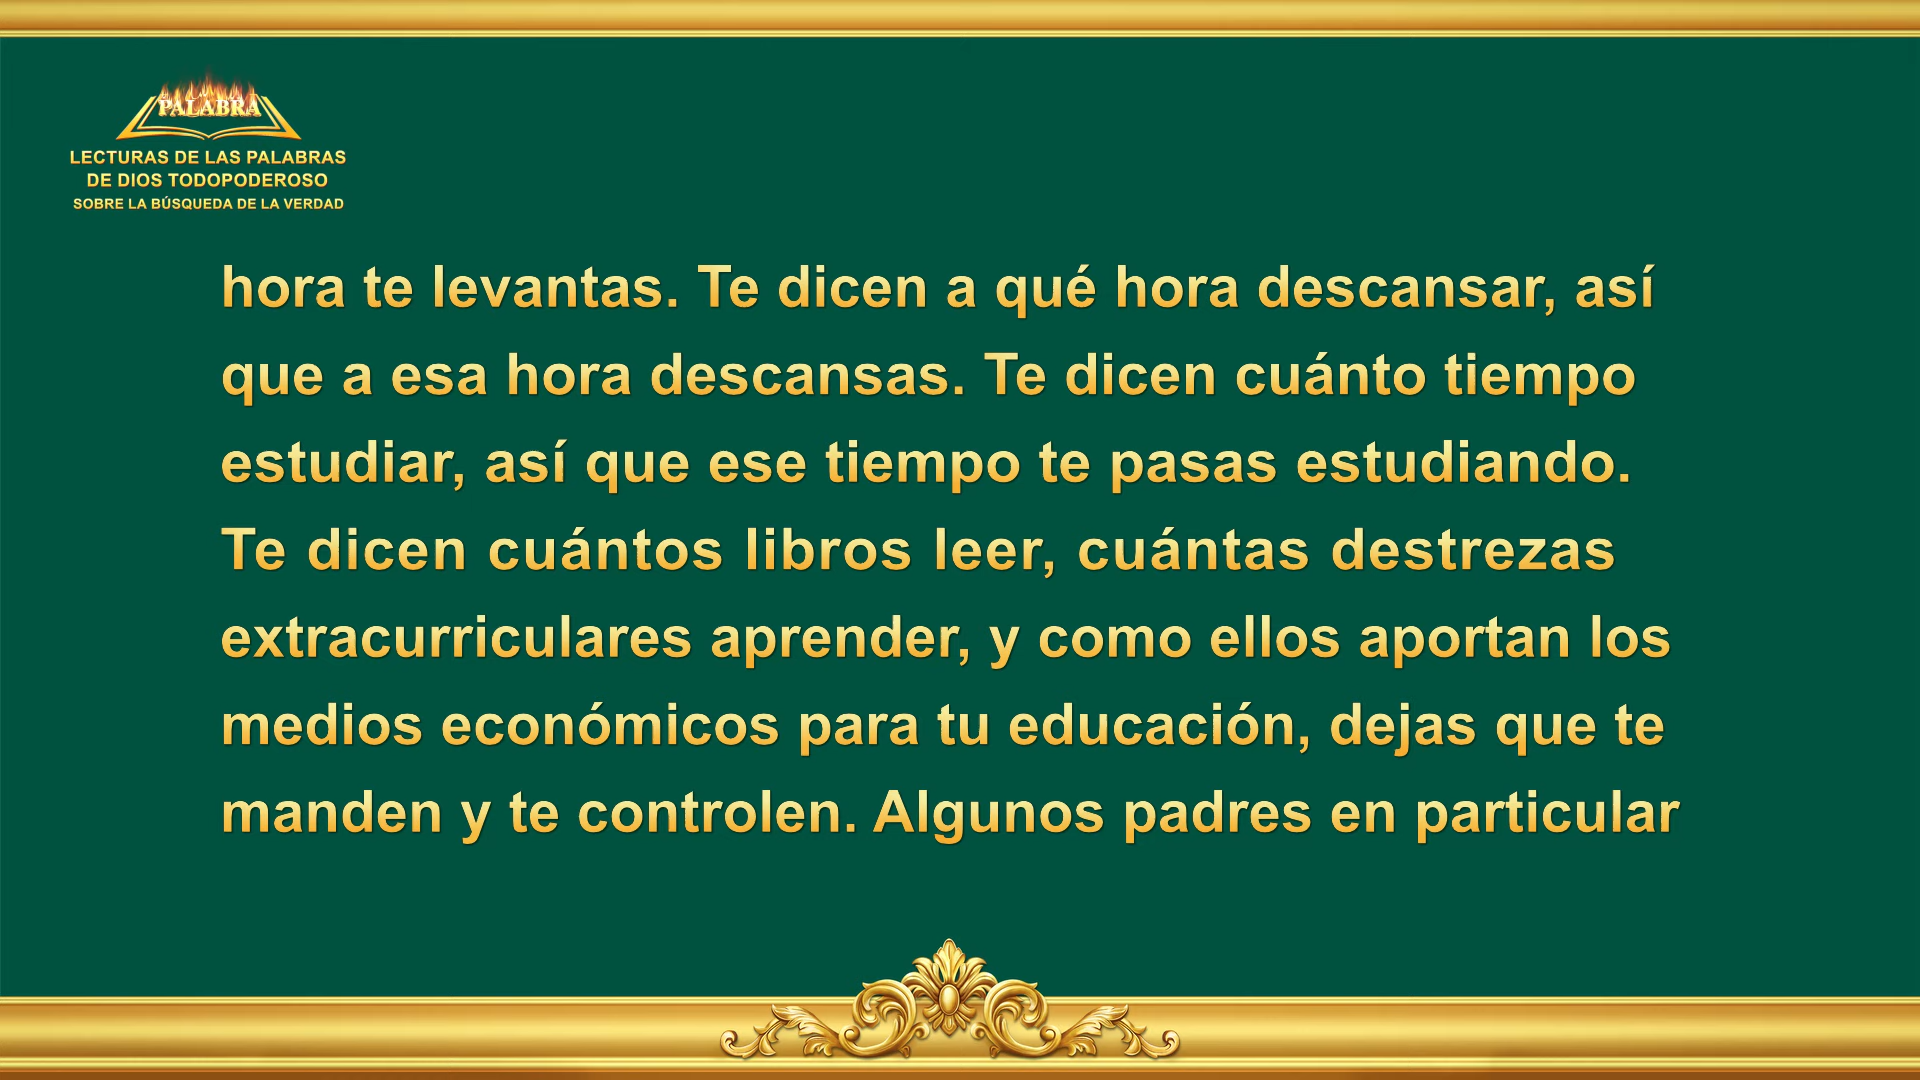 PALABRA
LECTURAS DE LAS PALABRAS
DE DIOS TODOPODEROSO
SOBRE LA BÚSQUEDA DE LA VERDAD
hora te levantas. Te dicen a qué hora descansar, así
que a esa hora descansas. Te dicen cuánto tiempo
estudiar, así que ese tiempo te pasas estudiando.
Te dicen cuántos libros leer, cuántas destrezas
extracurriculares aprender, y como ellos aportan los
medios económicos para tu educación, dejas que te
manden y te controlen. Algunos padres en particular